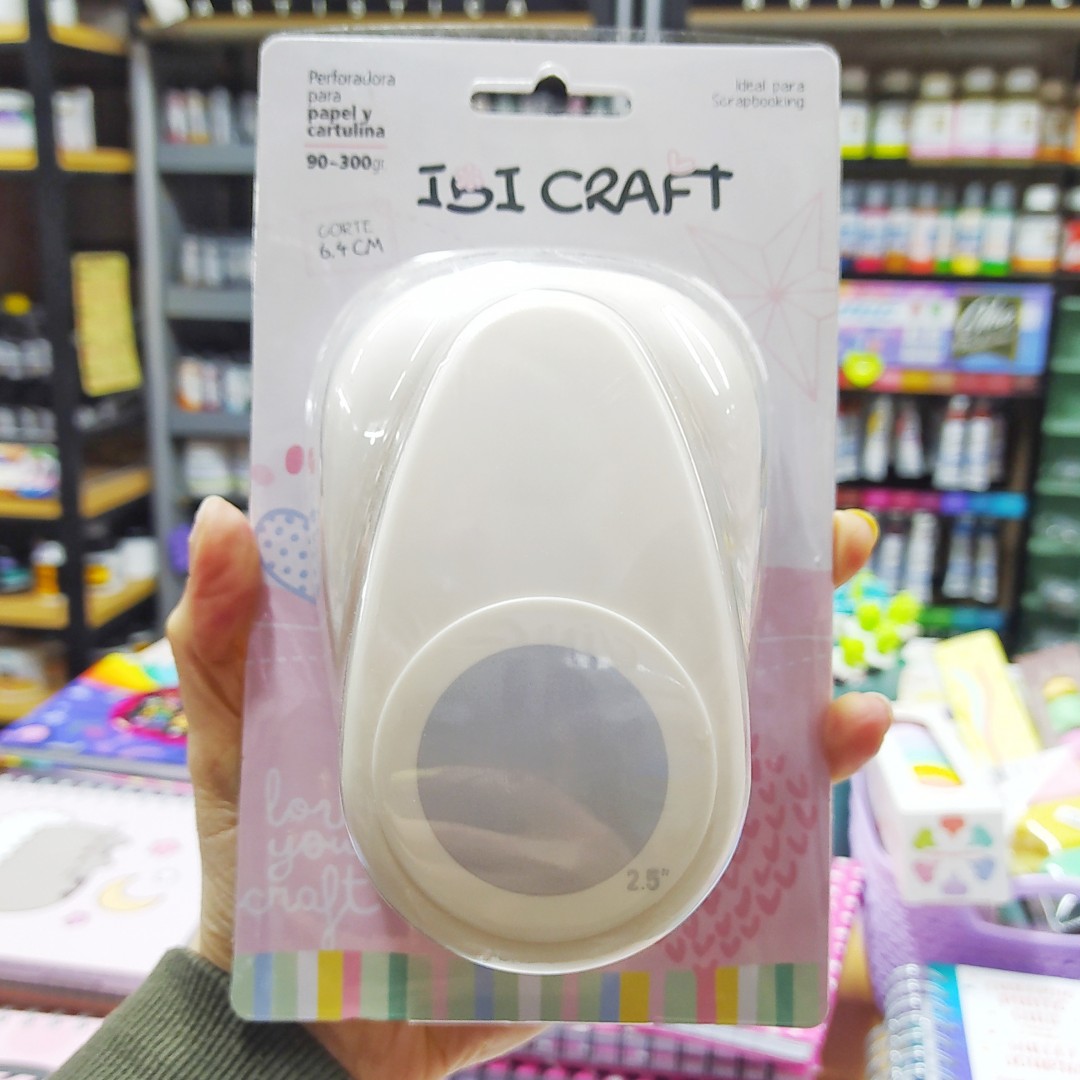 Perforadora
para
papel y
cartulina
90-300gr
Ideal para
Scrapbooking
IBI CRAFT
CORTE
6.4 CM
2.5"
love
you
craft